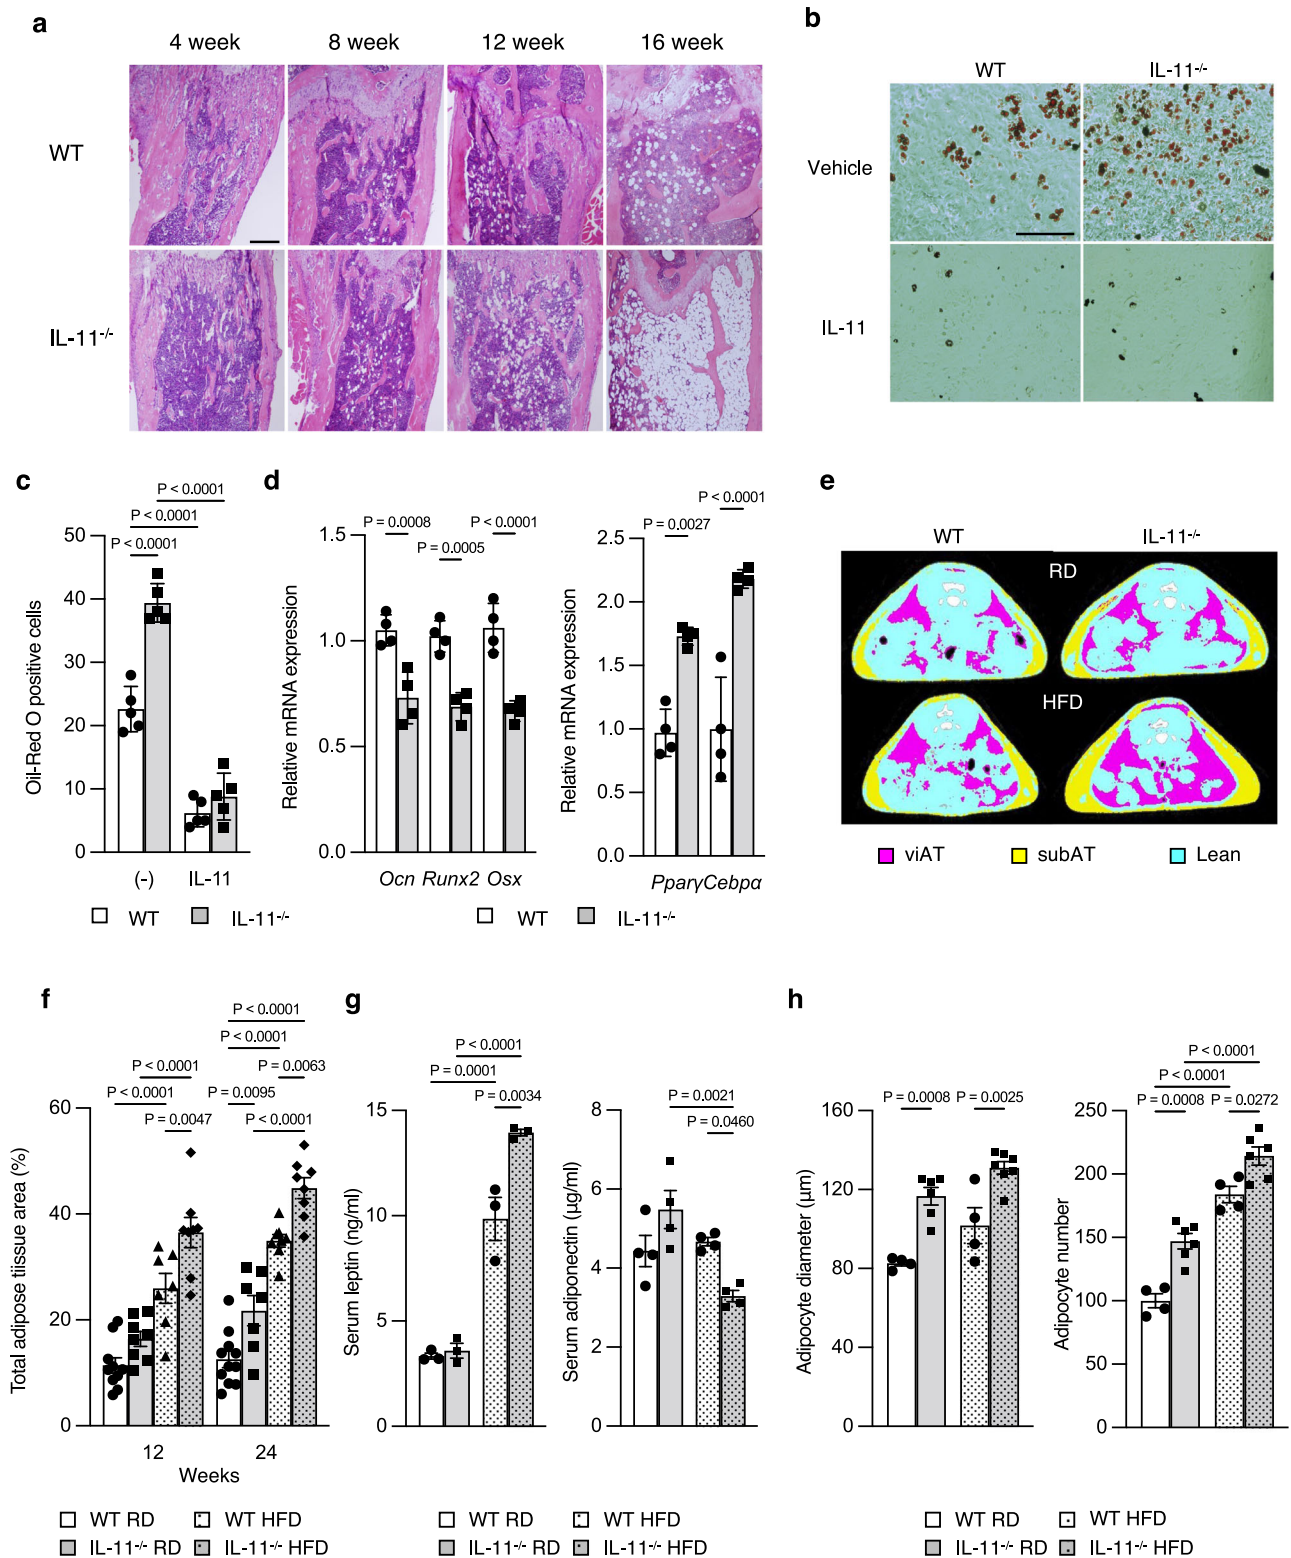 a
4 week 8 week 12 week 16 week
WT
IL-11-/-
b
WT IL-11-/-
Vehicle
IL-11
c
P < 0.0001
P < 0.0001
P < 0.0001
Oil-Red O positive cells
50
40
30
20
10
0
(-) IL-11
WT IL-11-/-
d
P = 0.0008
P < 0.0001
P = 0.0005
Relative mRNA expression
1.5
1.0
0.5
0.0
Ocn Runx2 Osx
P < 0.0001
P = 0.0027
Relative mRNA expression
2.5
2.0
1.5
1.0
0.5
0.0
Pparγ Cebpα
WT IL-11-/-
e
WT IL-11-/-
RD
HFD
viAT subAT Lean
f
P < 0.0001
P < 0.0001
P < 0.0001
P = 0.0063
P < 0.0001
P = 0.0095
P = 0.0047
P < 0.0001
Total adipose tiissue area (%)
60
40
20
0
12 24
Weeks
WT RD WT HFD
IL-11-/- RD IL-11-/- HFD
g
P < 0.0001
P = 0.0001
P = 0.0034
Serum leptin (ng/ml)
15
10
5
0
P = 0.0021
P = 0.0460
Serum adiponectin (μg/ml)
8
6
4
2
0
WT RD WT HFD
IL-11-/- RD IL-11-/- HFD
h
P = 0.0008 P = 0.0025
Adipocyte diameter (μm)
160
120
80
40
0
P < 0.0001
P < 0.0001
P = 0.0008 P = 0.0272
Adipocyte number
250
200
150
100
50
0
WT RD WT HFD
IL-11-/- RD IL-11-/- HFD